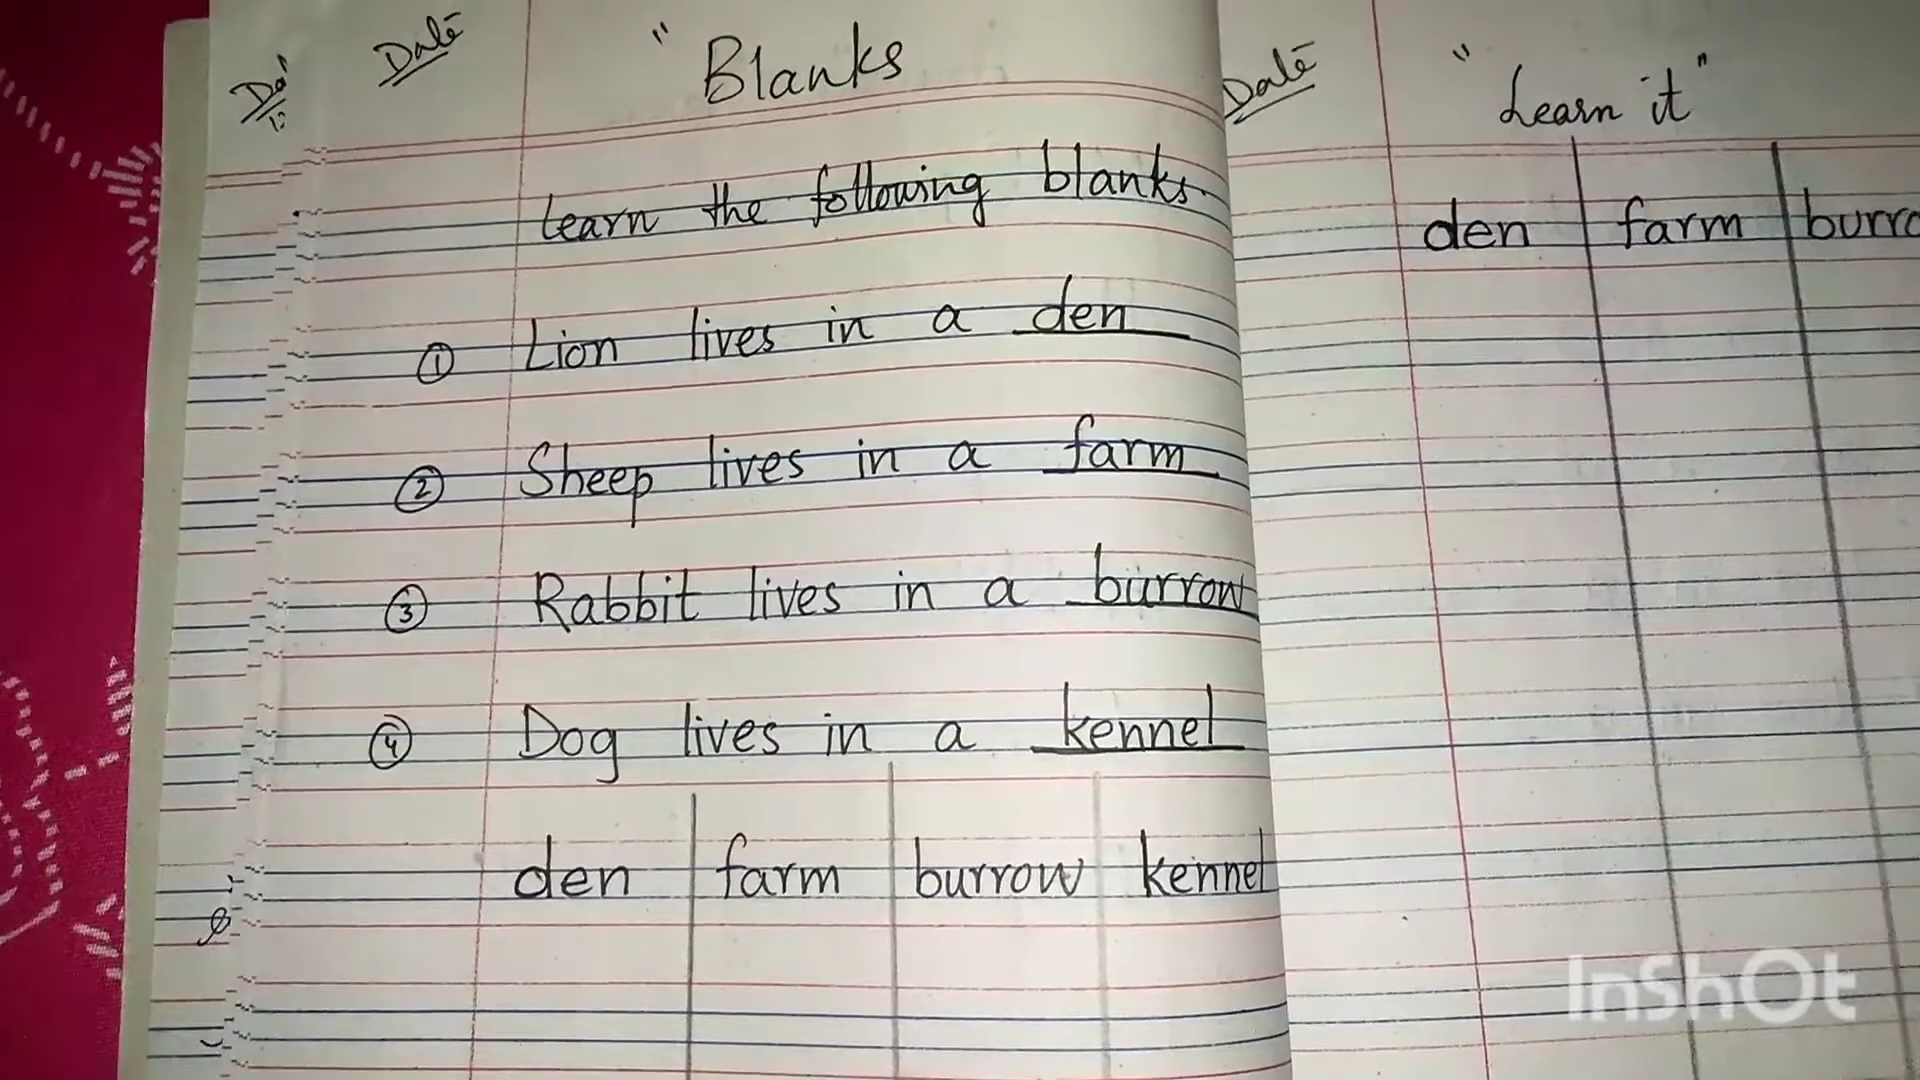 Date
" Blanks
learn the following blanks.
① Lion lives in a den
② Sheep lives in a farm
③ Rabbit lives in a burrow
④ Dog lives in a kennel
den farm burrow kennel
Date
" Learn it "
den farm burro
InShOt